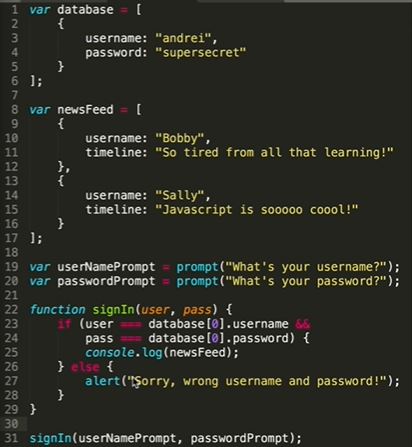 1 var database = [
2 {
3 username: "andrei",
4 password: "supersecret"
5 }
6 ];
7
8 var newsFeed = [
9 {
10 username: "Bobby",
11 timeline: "So tired from all that learning!"
12 },
13 {
14 username: "Sally",
15 timeline: "Javascript is sooooo coool!"
16 }
17 ];
18
19 var userNamePrompt = prompt("What's your username?");
20 var passwordPrompt = prompt("What's your password?");
21
22 function signIn(user, pass) {
23 if (user === database[0].username &&
24 pass === database[0].password) {
25 console.log(newsFeed);
26 } else {
27 alert("Sorry, wrong username and password!");
28 }
29 }
30
31 signIn(userNamePrompt, passwordPrompt);